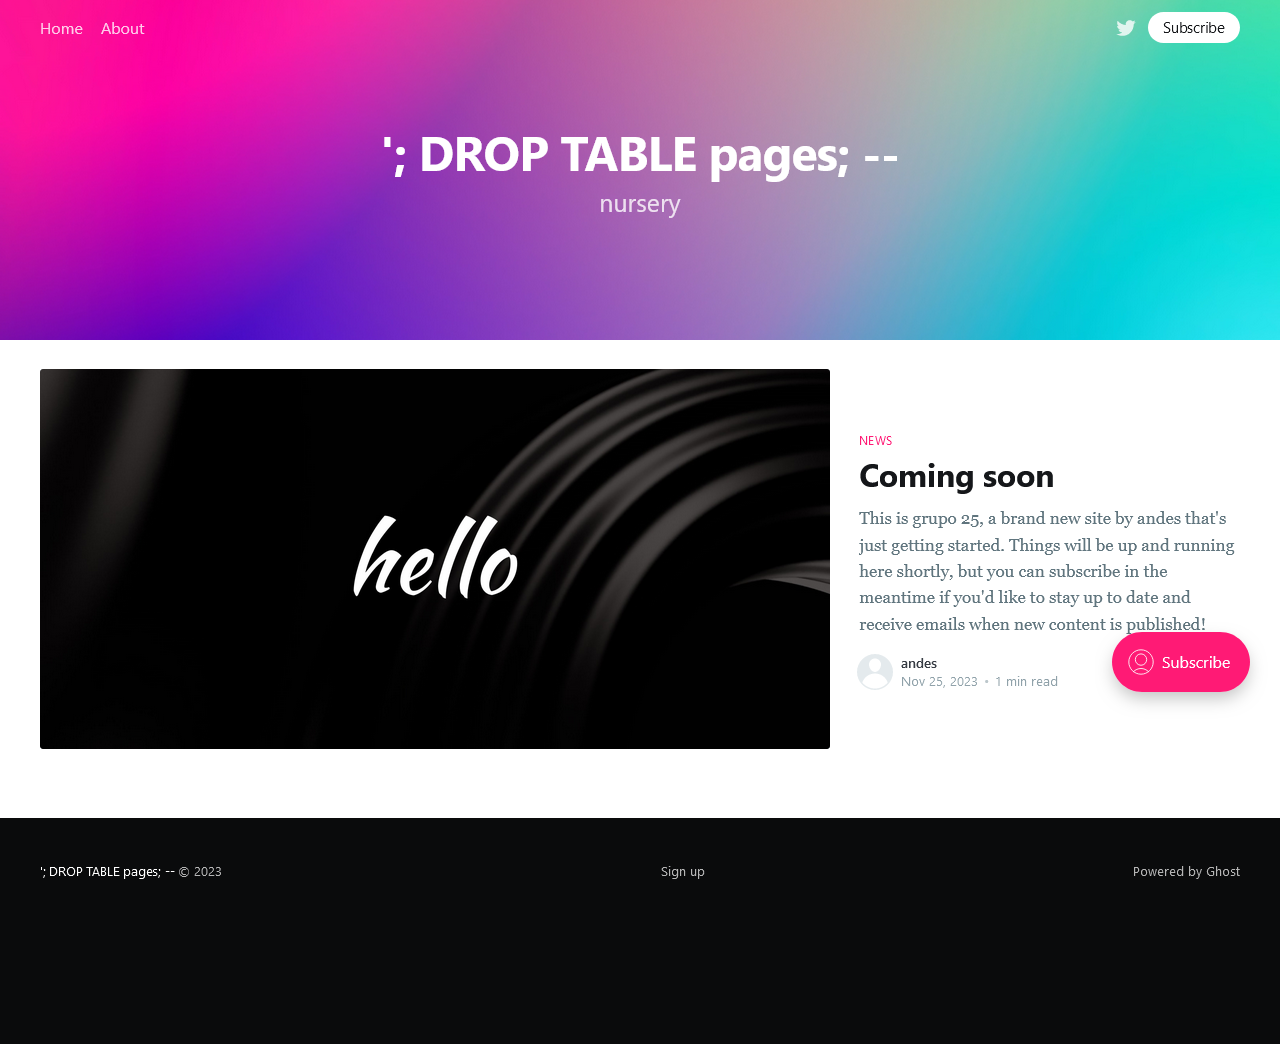 Home About Subscribe
'; DROP TABLE pages; --
nursery
hello
NEWS
Coming soon
This is grupo 25, a brand new site by andes that's
just getting started. Things will be up and running
here shortly, but you can subscribe in the
meantime if you'd like to stay up to date and
receive emails when new content is published!
andes
Nov 25, 2023 • 1 min read
Subscribe
'; DROP TABLE pages; -- © 2023 Sign up Powered by Ghost